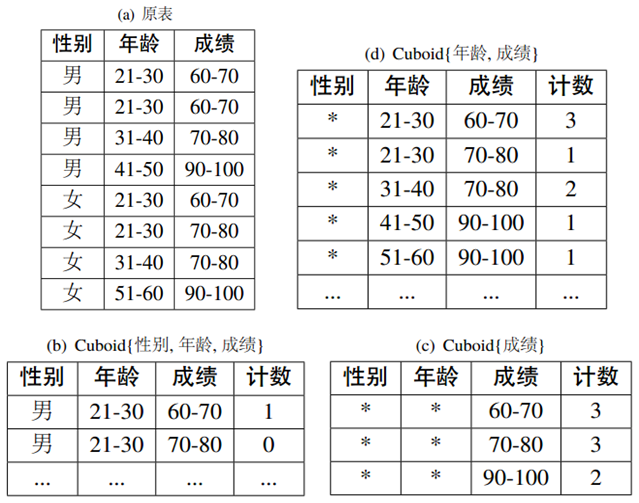 (a) 原表
性别 年龄 成绩
男 21-30 60-70
男 21-30 60-70
男 31-40 70-80
男 41-50 90-100
女 21-30 60-70
女 21-30 70-80
女 31-40 70-80
女 51-60 90-100
(d) Cuboid{年龄, 成绩}
性别 年龄 成绩 计数
* 21-30 60-70 3
* 21-30 70-80 1
* 31-40 70-80 2
* 41-50 90-100 1
* 51-60 90-100 1
... ... ... ...
(b) Cuboid{性别, 年龄, 成绩}
性别 年龄 成绩 计数
男 21-30 60-70 1
男 21-30 70-80 0
... ... ... ...
(c) Cuboid{成绩}
性别 年龄 成绩 计数
* * 60-70 3
* * 70-80 3
* * 90-100 2